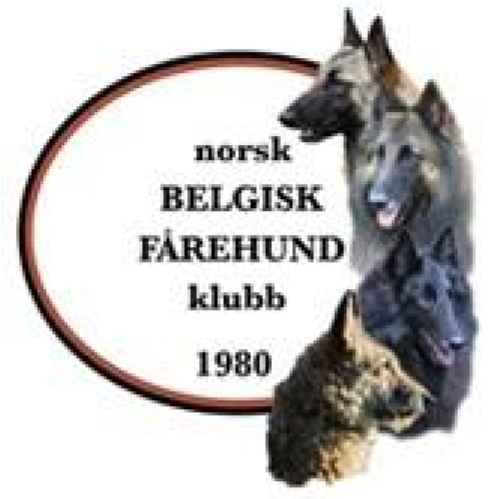 norsk
BELGISK
FÅREHUND
klubb
1980